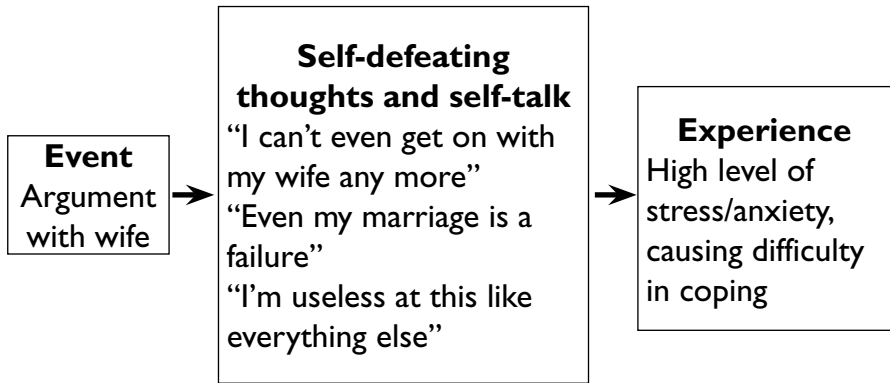 Event
Argument
with wife
Self-defeating
thoughts and self-talk
“I can’t even get on with
my wife any more”
“Even my marriage is a
failure”
“I’m useless at this like
everything else”
Experience
High level of
stress/anxiety,
causing difficulty
in coping